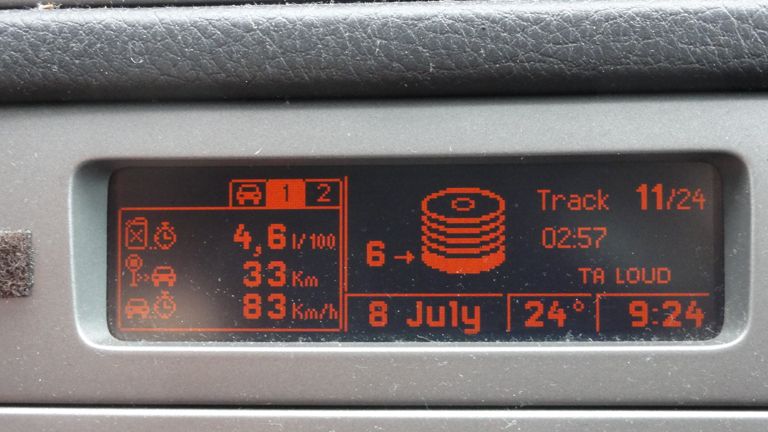 1 2
4,6 l/100
33 Km
83 Km/h
6
Track 11/24
02:57
TA LOUD
8 July 24° 9:24